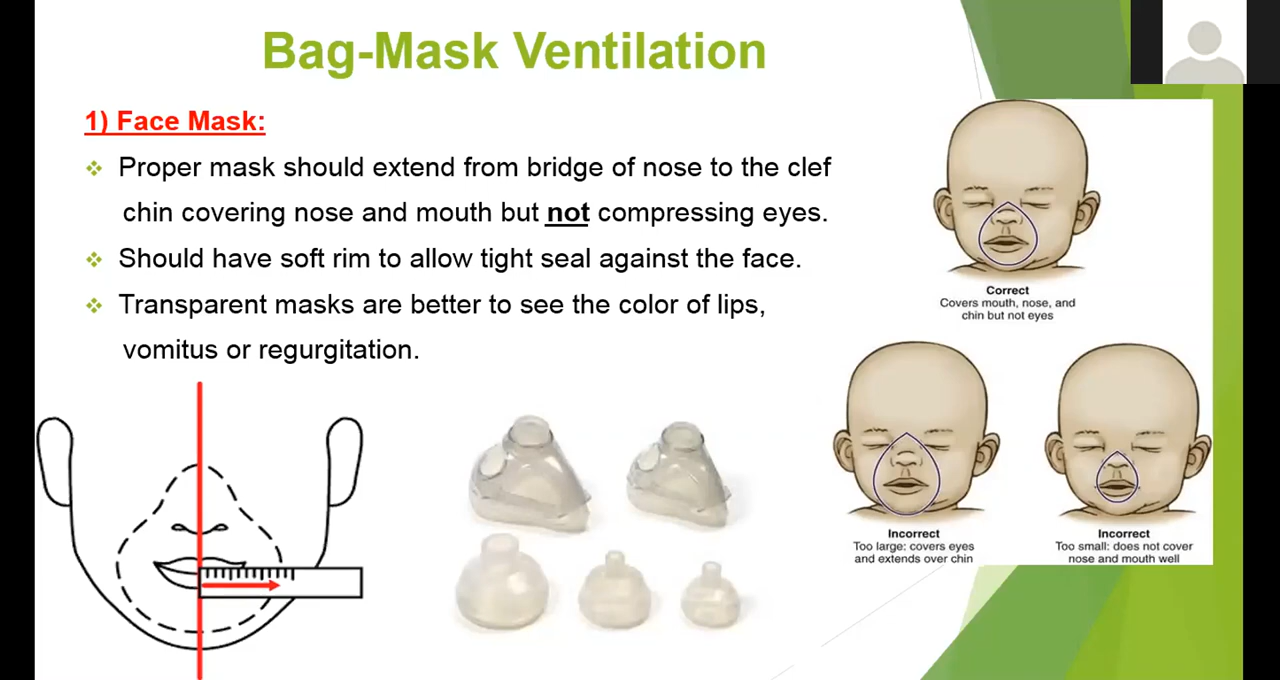 Bag-Mask Ventilation
1) Face Mask:
Proper mask should extend from bridge of nose to the clef
chin covering nose and mouth but not compressing eyes.
Should have soft rim to allow tight seal against the face.
Transparent masks are better to see the color of lips,
vomitus or regurgitation.
Correct
Covers mouth, nose, and
chin but not eyes
Incorrect
Too large: covers eyes
and extends over chin
Incorrect
Too small: does not cover
nose and mouth well